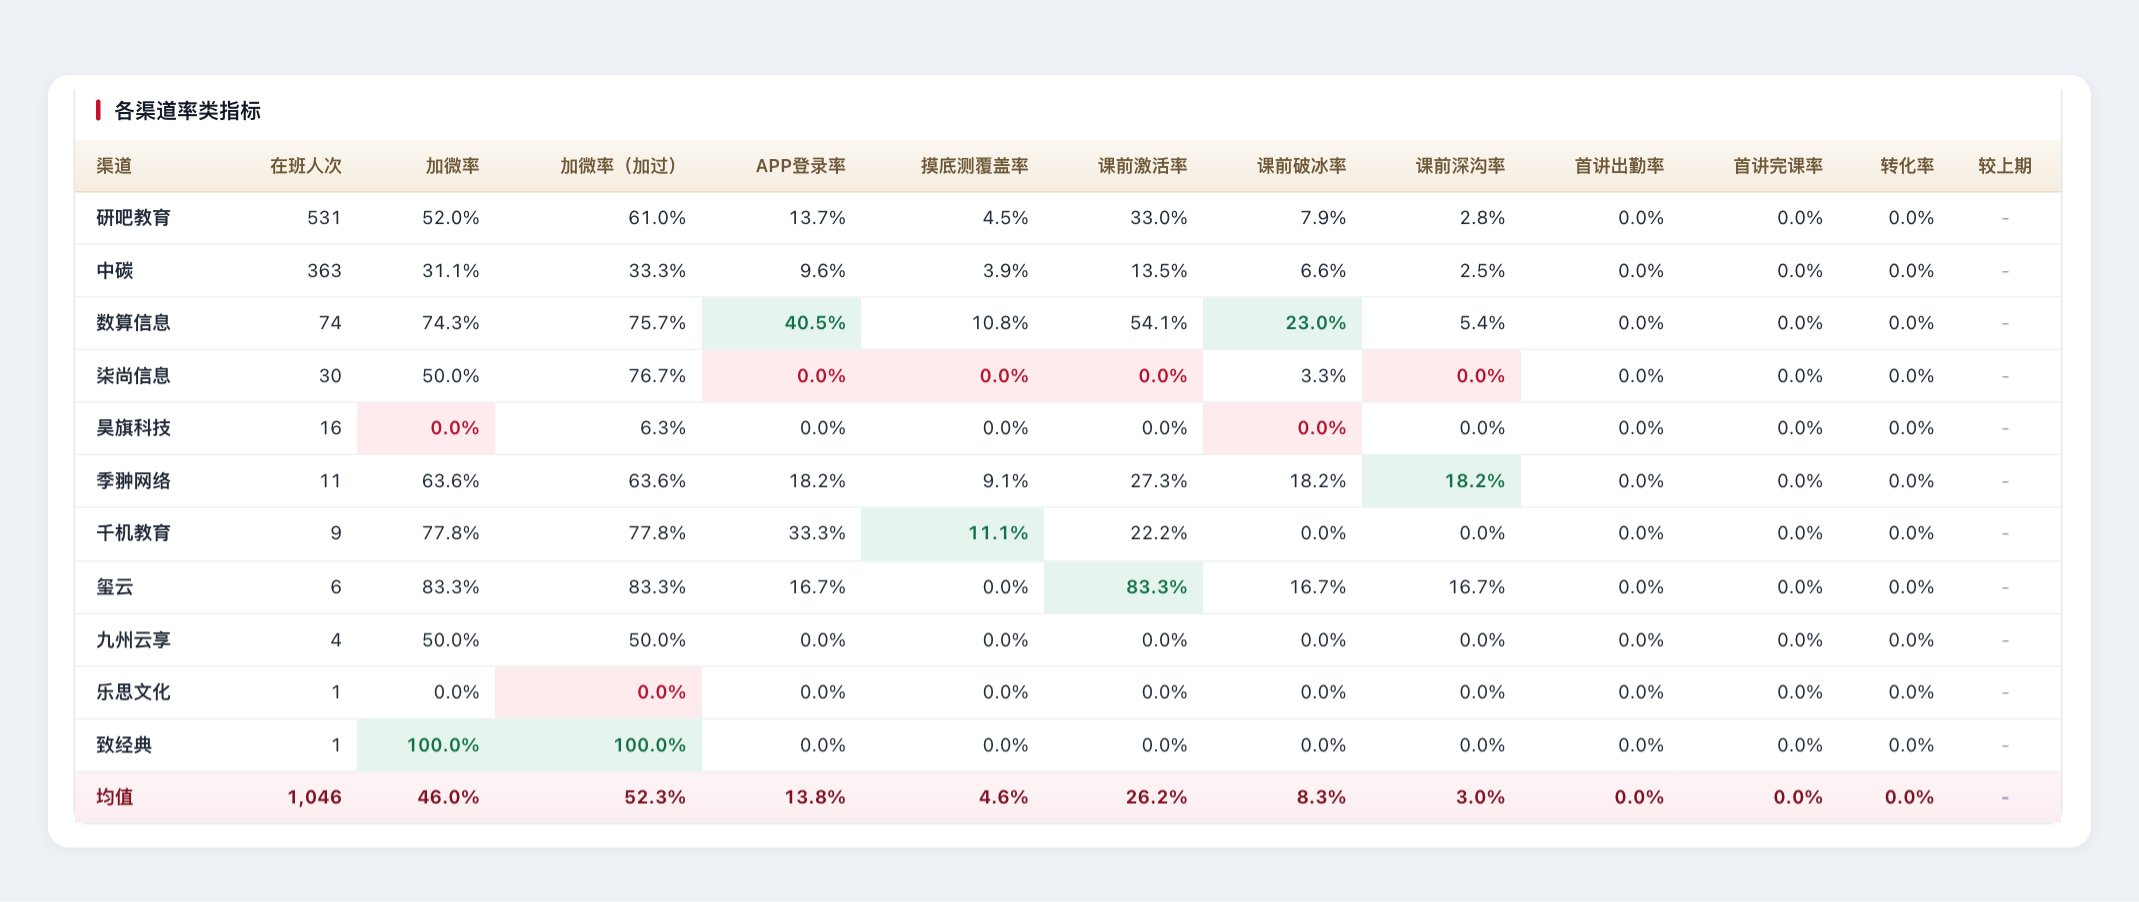 各渠道率类指标
渠道 在班人次 加微率 加微率（加过） APP登录率 摸底测覆盖率 课前激活率 课前破冰率 课前深沟率 首讲出勤率 首讲完课率 转化率 较上期
研吧教育 531 52.0% 61.0% 13.7% 4.5% 33.0% 7.9% 2.8% 0.0% 0.0% 0.0% -
中碳 363 31.1% 33.3% 9.6% 3.9% 13.5% 6.6% 2.5% 0.0% 0.0% 0.0% -
数算信息 74 74.3% 75.7% 40.5% 10.8% 54.1% 23.0% 5.4% 0.0% 0.0% 0.0% -
柒尚信息 30 50.0% 76.7% 0.0% 0.0% 0.0% 3.3% 0.0% 0.0% 0.0% 0.0% -
昊旗科技 16 0.0% 6.3% 0.0% 0.0% 0.0% 0.0% 0.0% 0.0% 0.0% 0.0% -
季翀网络 11 63.6% 63.6% 18.2% 9.1% 27.3% 18.2% 18.2% 0.0% 0.0% 0.0% -
千机教育 9 77.8% 77.8% 33.3% 11.1% 22.2% 0.0% 0.0% 0.0% 0.0% 0.0% -
玺云 6 83.3% 83.3% 16.7% 0.0% 83.3% 16.7% 16.7% 0.0% 0.0% 0.0% -
九州云享 4 50.0% 50.0% 0.0% 0.0% 0.0% 0.0% 0.0% 0.0% 0.0% 0.0% -
乐思文化 1 0.0% 0.0% 0.0% 0.0% 0.0% 0.0% 0.0% 0.0% 0.0% 0.0% -
致经典 1 100.0% 100.0% 0.0% 0.0% 0.0% 0.0% 0.0% 0.0% 0.0% 0.0% -
均值 1,046 46.0% 52.3% 13.8% 4.6% 26.2% 8.3% 3.0% 0.0% 0.0% 0.0% -